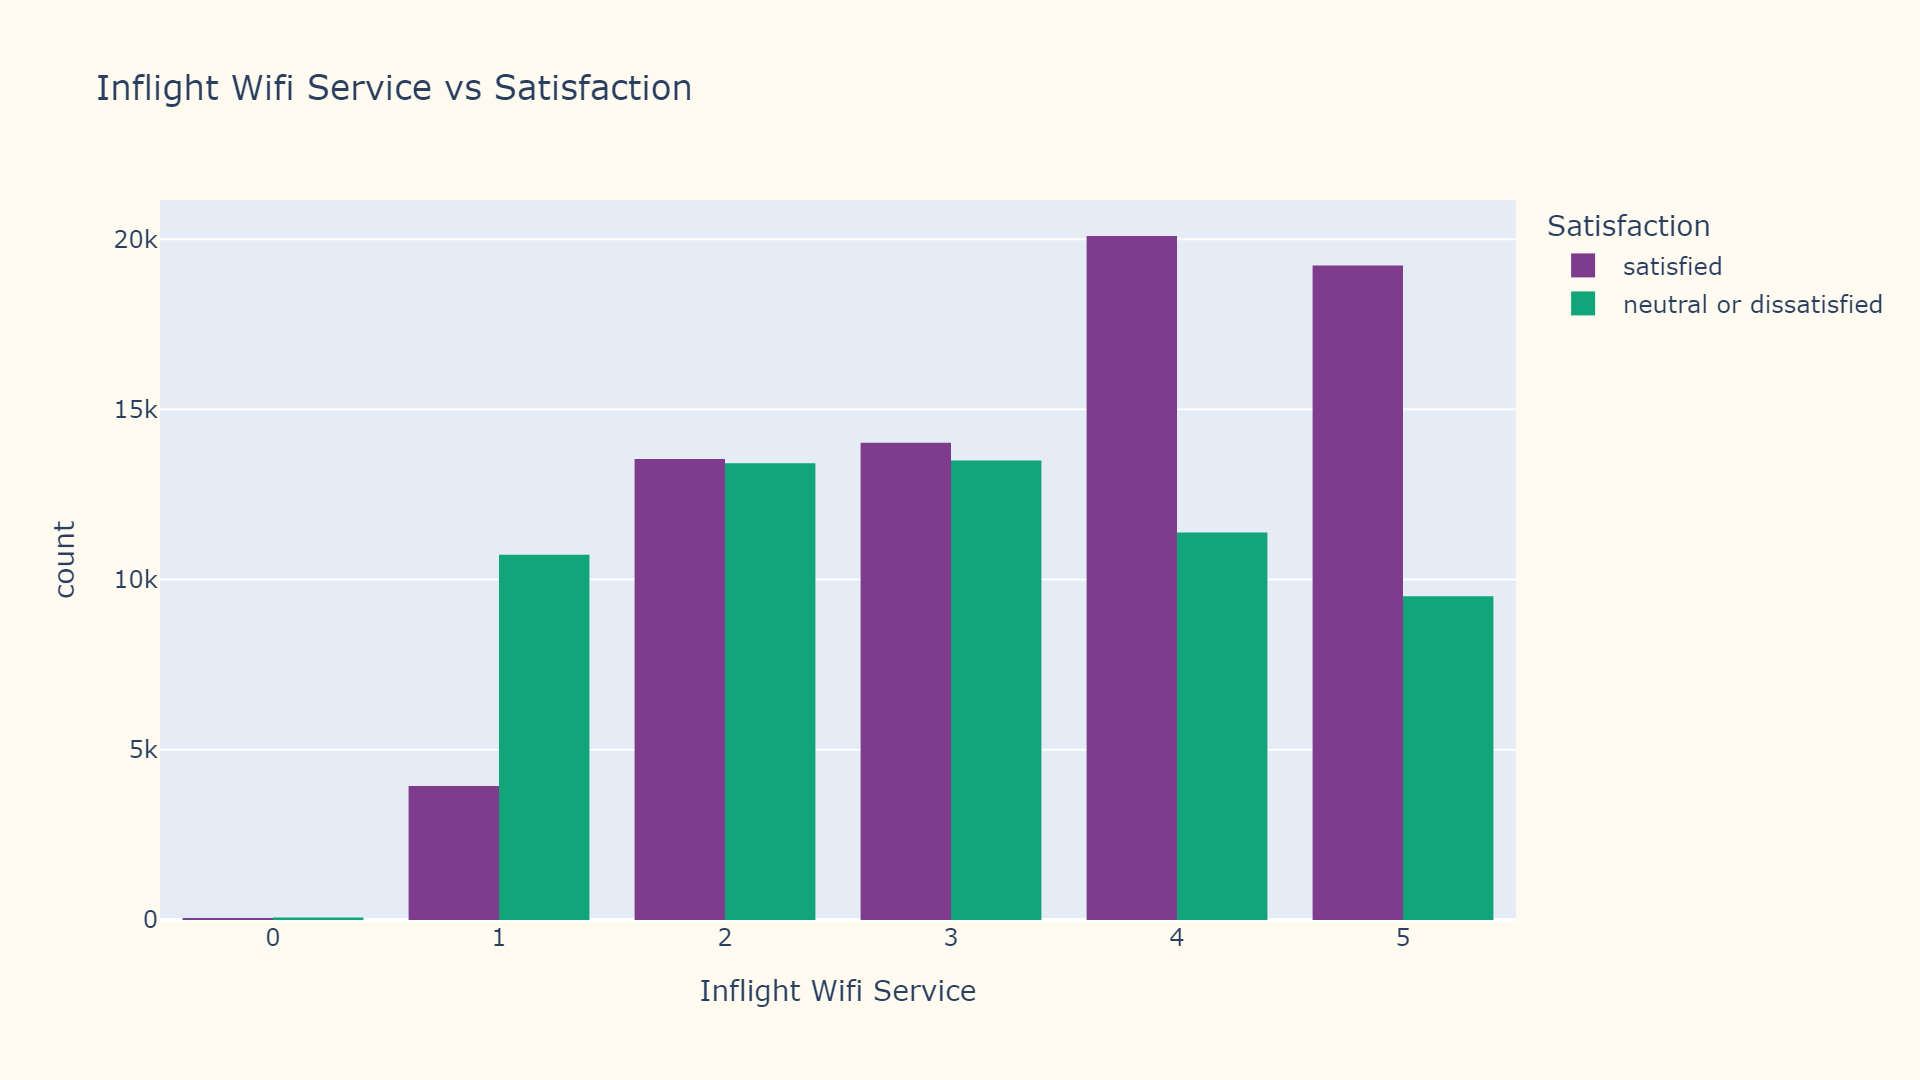 Inflight Wifi Service vs Satisfaction
Satisfaction
satisfied
neutral or dissatisfied
20k
15k
10k
5k
0
count
0 1 2 3 4 5
Inflight Wifi Service